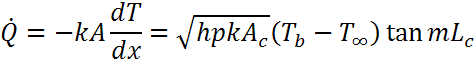 Q̇ = −kA dT/dx = √(hpkA_c) (T_b − T_∞) tan mL_c